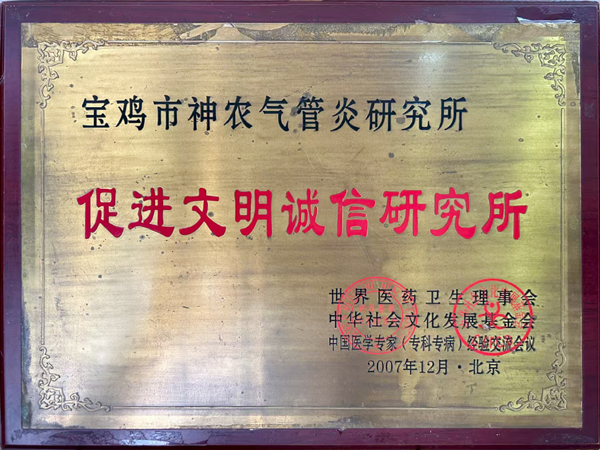 宝鸡市神农气管炎研究所
促进文明诚信研究所
世界医药卫生理事会
中华社会文化发展基金会
中国医学专家（专科专病）经验交流会议
2007年12月·北京